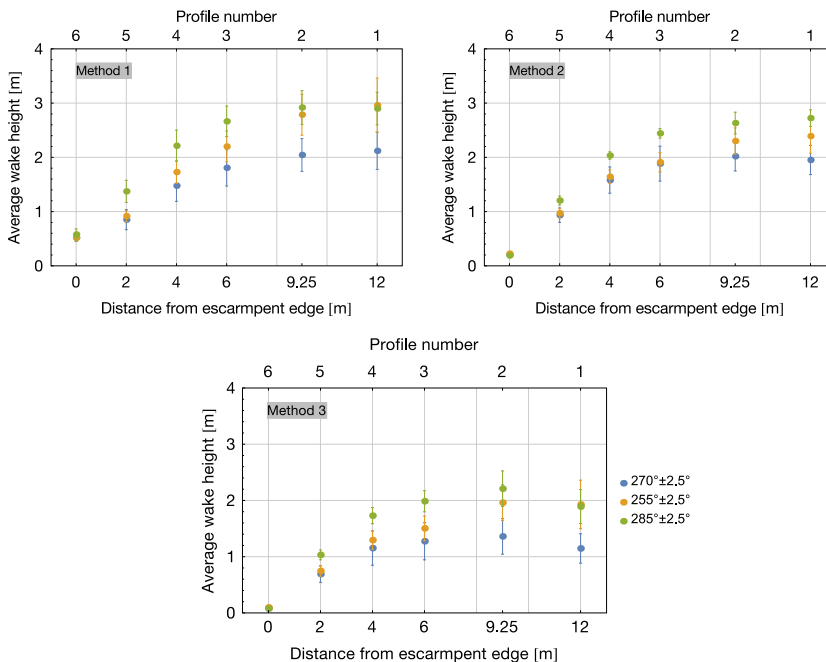 Profile number
6 5 4 3 2 1
4
3
2
1
0
Method 1
Average wake height [m]
0 2 4 6 9.25 12
Distance from escarmpent edge [m]
Profile number
6 5 4 3 2 1
4
3
2
1
0
Method 2
Average wake height [m]
0 2 4 6 9.25 12
Distance from escarmpent edge [m]
Profile number
6 5 4 3 2 1
4
3
2
1
0
Method 3
Average wake height [m]
0 2 4 6 9.25 12
Distance from escarmpent edge [m]
270°±2.5°
255°±2.5°
285°±2.5°